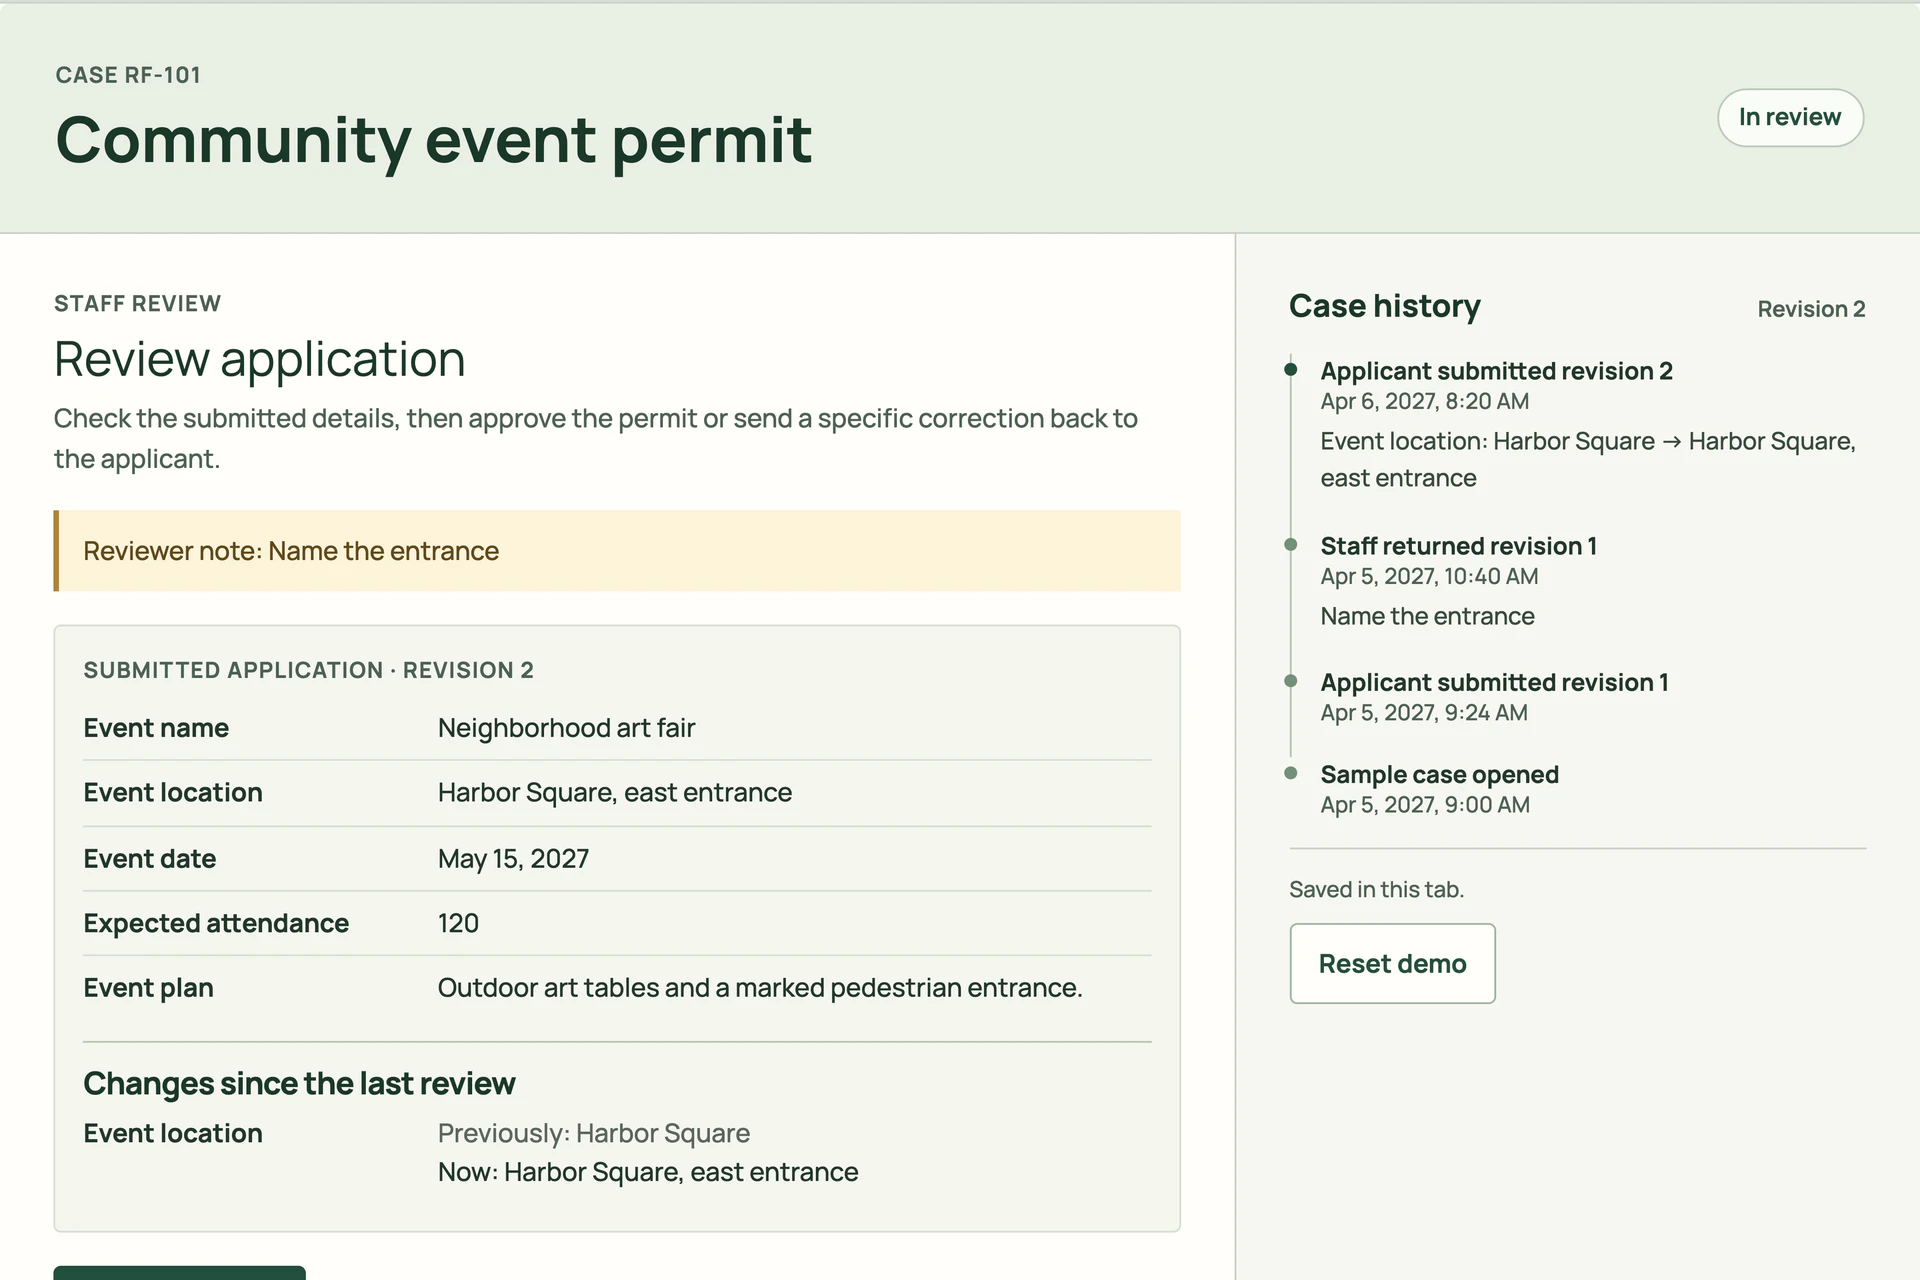 CASE RF-101
Community event permit
In review
STAFF REVIEW
Review application
Check the submitted details, then approve the permit or send a specific correction back to
the applicant.
Reviewer note: Name the entrance
SUBMITTED APPLICATION · REVISION 2
Event name Neighborhood art fair
Event location Harbor Square, east entrance
Event date May 15, 2027
Expected attendance 120
Event plan Outdoor art tables and a marked pedestrian entrance.
Changes since the last review
Event location Previously: Harbor Square
Now: Harbor Square, east entrance
Case history Revision 2
Applicant submitted revision 2
Apr 6, 2027, 8:20 AM
Event location: Harbor Square → Harbor Square,
east entrance
Staff returned revision 1
Apr 5, 2027, 10:40 AM
Name the entrance
Applicant submitted revision 1
Apr 5, 2027, 9:24 AM
Sample case opened
Apr 5, 2027, 9:00 AM
Saved in this tab.
Reset demo